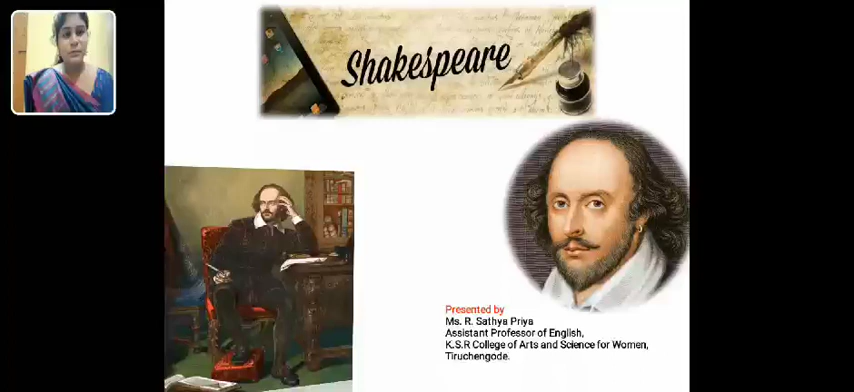 Shakespeare
Presented by
Ms. R. Sathya Priya
Assistant Professor of English,
K.S.R College of Arts and Science for Women,
Tiruchengode.